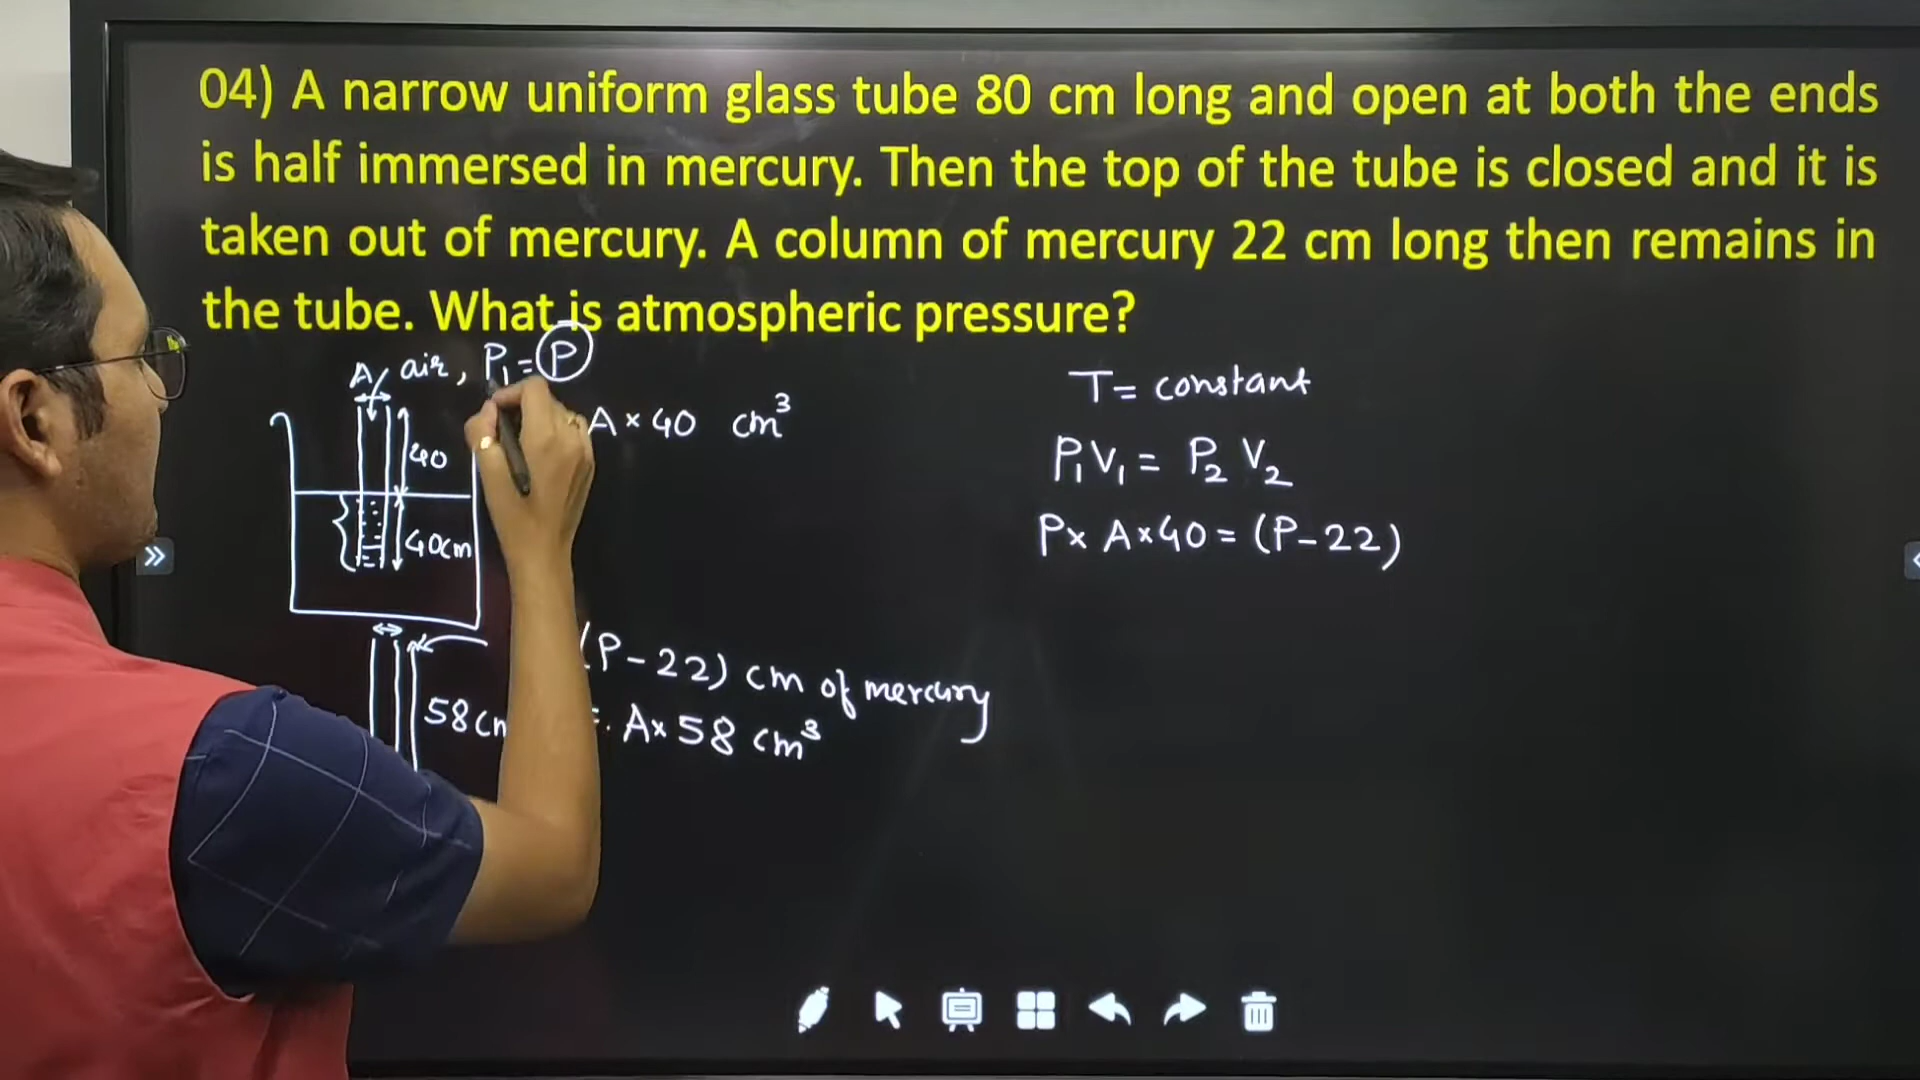 04) A narrow uniform glass tube 80 cm long and open at both the ends
is half immersed in mercury. Then the top of the tube is closed and it is
taken out of mercury. A column of mercury 22 cm long then remains in
the tube. What is atmospheric pressure?
A air, P₁ = P
A × 40 cm³
40
40cm
(P-22) cm of mercury
58 = A× 58 cm³
T = constant
P₁V₁ = P₂ V₂
P× A×40 = (P-22)